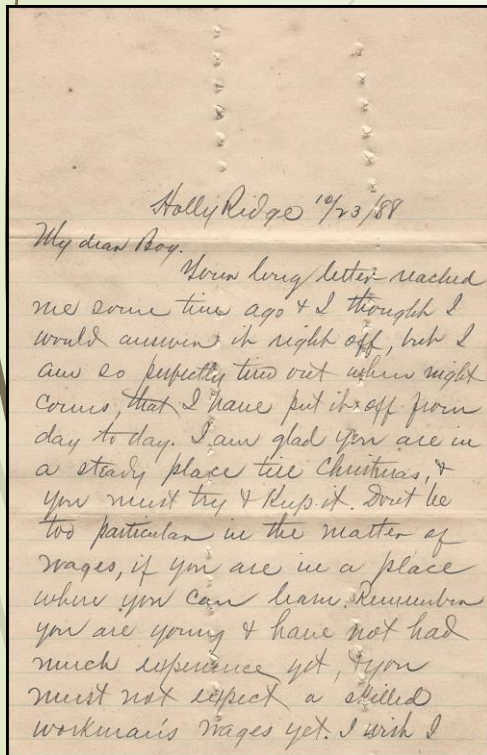 Holly Ridge 10/23/88
My dear Boy.
Your long letter reached
me some time ago & I thought I
would answer it right off, but I
am so perfectly tired out when night
comes, that I have put it off from
day to day. I am glad you are in
a steady place till Christmas, &
you must try & keep it. Dont be
too particular in the matter of
wages, if you are in a place
where you can learn. Remember
you are young & have not had
much experience yet, & you
must not expect a skilled
workman's wages yet. I wish I